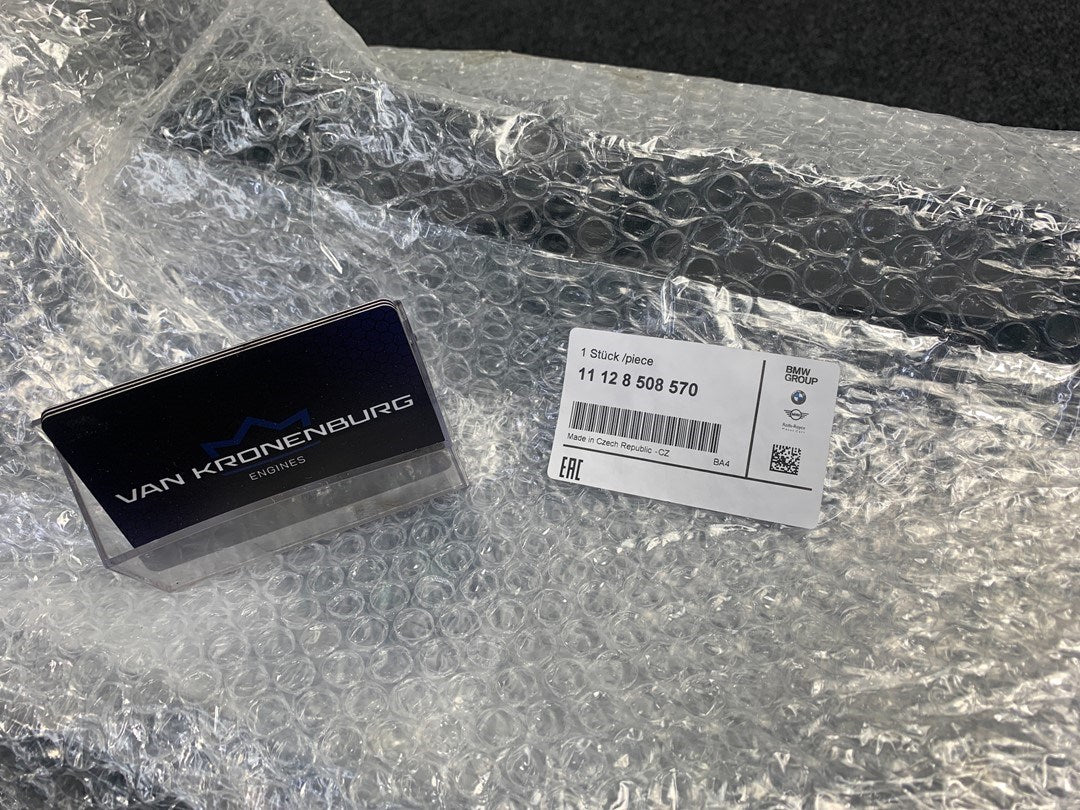 VAN KRONENBURG
ENGINES
1 Stück /piece
11 12 8 508 570
Made in Czech Republic -CZ
BA4
EAC
BMW
GROUP